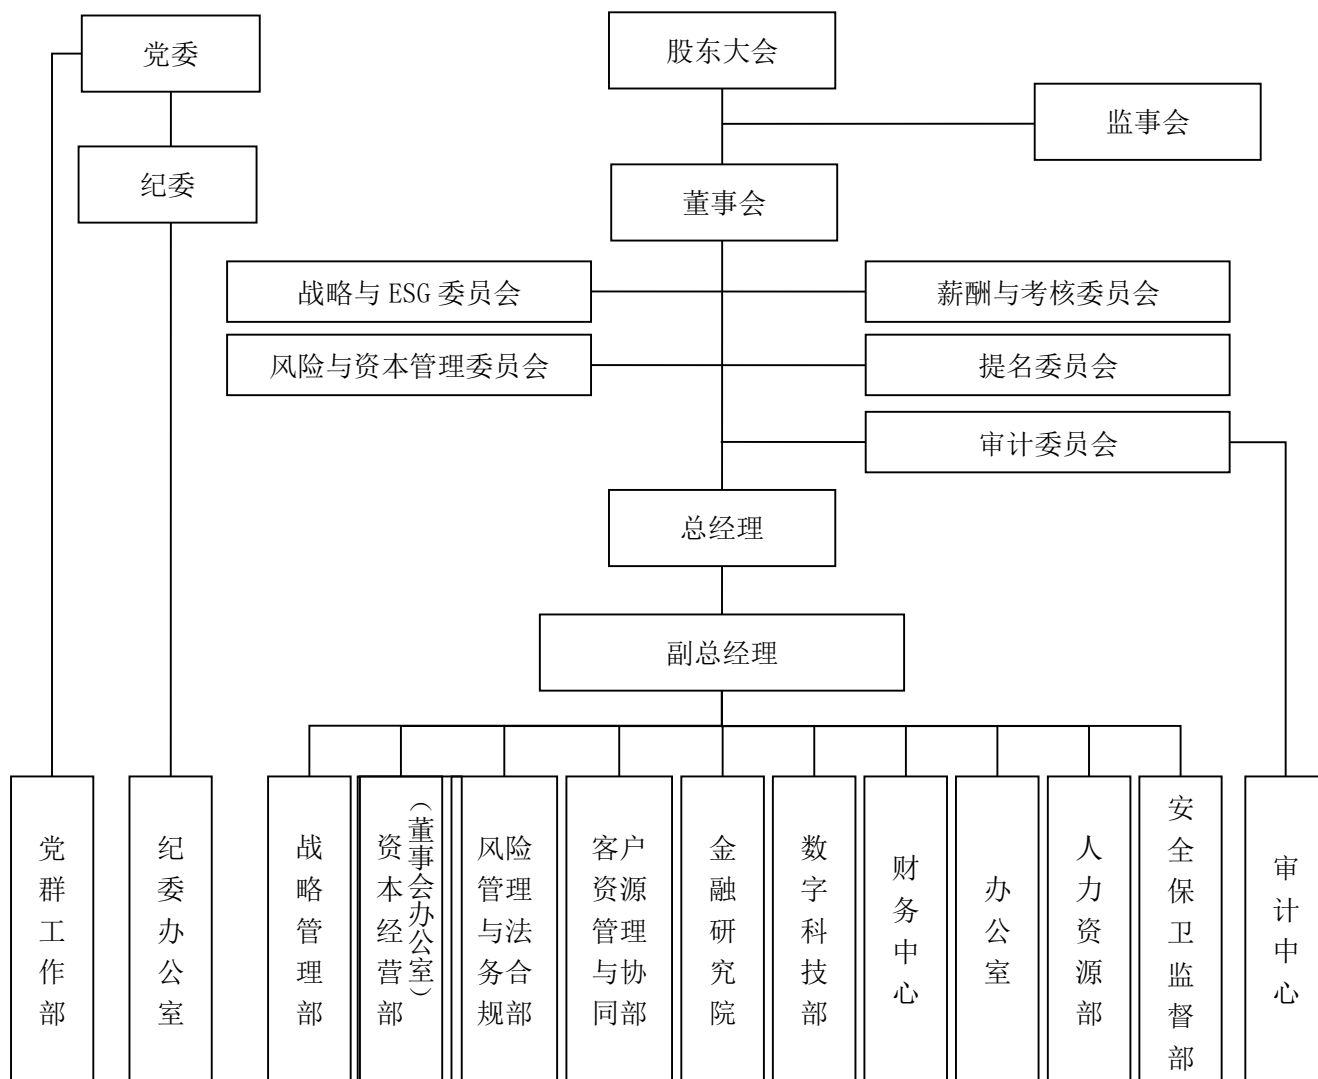 党委
股东大会
监事会
纪委
董事会
战略与 ESG 委员会
薪酬与考核委员会
风险与资本管理委员会
提名委员会
审计委员会
总经理
副总经理
党群工作部
纪委办公室
战略管理部
资本经营部
（董事会办公室）
风险
管理
与法
务合
规部
客户
资源
管理
与协
同部
金融研究院
数字科技部
财务中心
办公室
人力资源部
安全保卫监督部
审计中心